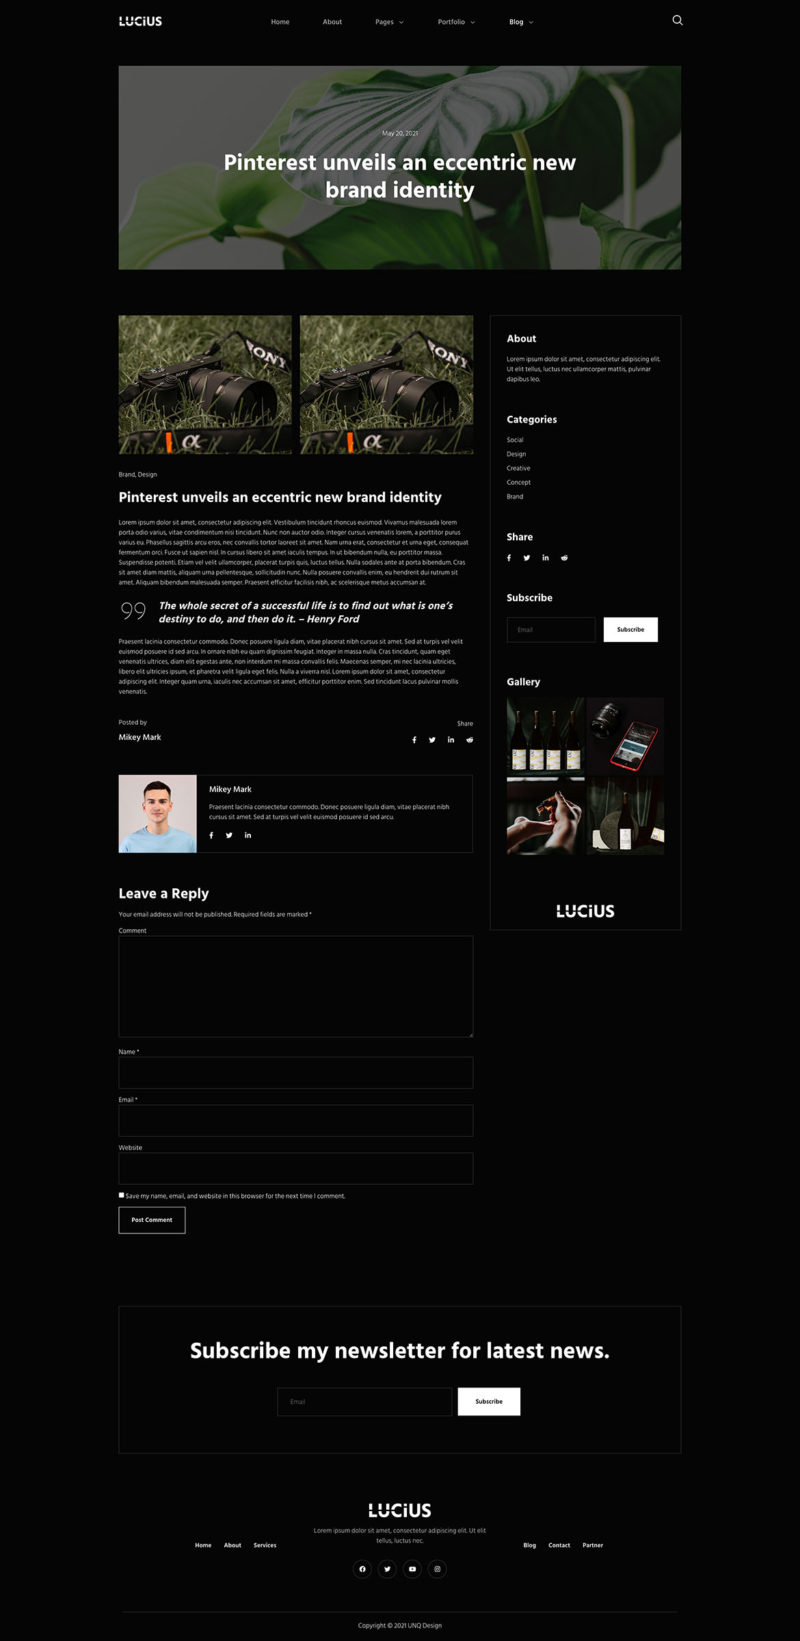 LUCiUS
Home
About
Pages
Portfolio
Blog
May 20, 2021
Pinterest unveils an eccentric new
brand identity
SONY
α
SONY
α
Brand, Design
Pinterest unveils an eccentric new brand identity
Lorem ipsum dolor sit amet, consectetur adipiscing elit. Vestibulum tincidunt rhoncus euismod. Vivamus malesuada lorem
porta odio varius, vitae condimentum nisi tincidunt. Nunc non auctor odio. Integer cursus venenatis lorem, a porttitor purus
varius eu. Phasellus sagittis arcu eros, nec convallis tortor laoreet sit amet. Nam urna erat, consectetur et urna eget, consequat
fermentum orci. Fusce ut sapien nisl. In cursus libero sit amet iaculis tempus. In ut bibendum nulla, eu porttitor massa.
Suspendisse potenti. Etiam vel velit ullamcorper, placerat turpis quis, luctus tellus. Nulla sodales ante at porta bibendum. Cras
sit amet diam mattis, aliquam urna pellentesque, sollicitudin nunc. Nulla posuere convallis enim, eu hendrerit dui rutrum sit
amet. Aliquam bibendum malesuada semper. Praesent efficitur facilisis nibh, ac scelerisque metus accumsan at.
The whole secret of a successful life is to find out what is one’s
destiny to do, and then do it. – Henry Ford
Praesent lacinia consectetur commodo. Donec posuere ligula diam, vitae placerat nibh cursus sit amet. Sed at turpis vel velit
euismod posuere id sed arcu. In ornare nibh eu quam dignissim feugiat. Integer in massa nulla. Cras tincidunt, quam eget
venenatis ultrices, diam elit egestas ante, non interdum mi massa convallis felis. Maecenas semper, mi nec lacinia ultricies,
libero elit ultricies ipsum, et pharetra velit ligula eget felis. Nulla a viverra nisl. Lorem ipsum dolor sit amet, consectetur
adipiscing elit. Integer quam urna, iaculis nec accumsan sit amet, efficitur porttitor enim. Sed tincidunt lacus pulvinar mollis
venenatis.
Posted by
Mikey Mark
Share
Mikey Mark
Praesent lacinia consectetur commodo. Donec posuere ligula diam, vitae placerat nibh
cursus sit amet. Sed at turpis vel velit euismod posuere id sed arcu.
Leave a Reply
Your email address will not be published. Required fields are marked *
Comment
Name *
Email *
Website
Save my name, email, and website in this browser for the next time I comment.
Post Comment
About
Lorem ipsum dolor sit amet, consectetur adipiscing elit.
Ut elit tellus, luctus nec ullamcorper mattis, pulvinar
dapibus leo.
Categories
Social
Design
Creative
Concept
Brand
Share
Subscribe
Email
Subscribe
Gallery
LUCiUS
Subscribe my newsletter for latest news.
Email
Subscribe
LUCiUS
Lorem ipsum dolor sit amet, consectetur adipiscing elit. Ut elit
tellus, luctus nec.
Home
About
Services
Blog
Contact
Partner
Copyright © 2021 UNQ Design